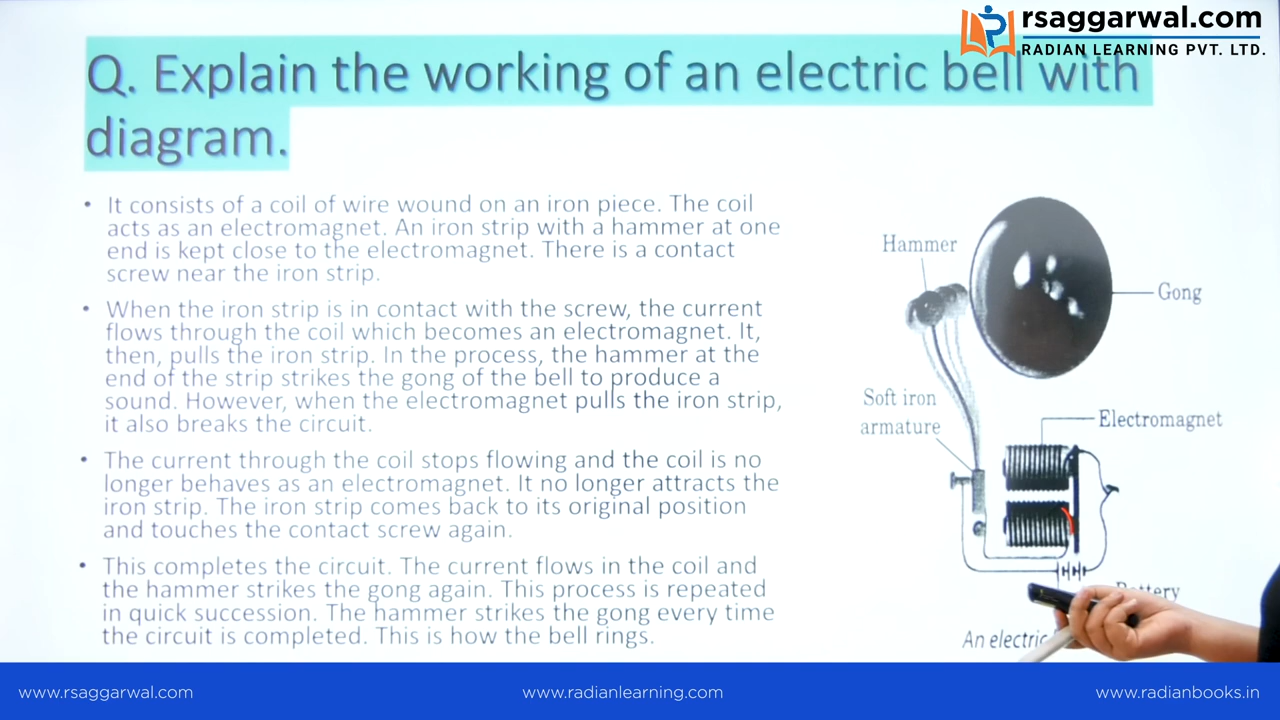 rsaggarwal.com
RADIAN LEARNING PVT. LTD.
Q. Explain the working of an electric bell with
diagram.
• It consists of a coil of wire wound on an iron piece. The coil
acts as an electromagnet. An iron strip with a hammer at one
end is kept close to the electromagnet. There is a contact
screw near the iron strip.
• When the iron strip is in contact with the screw, the current
flows through the coil which becomes an electromagnet. It,
then, pulls the iron strip. In the process, the hammer at the
end of the strip strikes the gong of the bell to produce a
sound. However, when the electromagnet pulls the iron strip,
it also breaks the circuit.
• The current through the coil stops flowing and the coil is no
longer behaves as an electromagnet. It no longer attracts the
iron strip. The iron strip comes back to its original position
and touches the contact screw again.
• This completes the circuit. The current flows in the coil and
the hammer strikes the gong again. This process is repeated
in quick succession. The hammer strikes the gong every time
the circuit is completed. This is how the bell rings.
Hammer
Gong
Soft iron
armature
Electromagnet
An electric
www.rsaggarwal.com
www.radianlearning.com
www.radianbooks.in